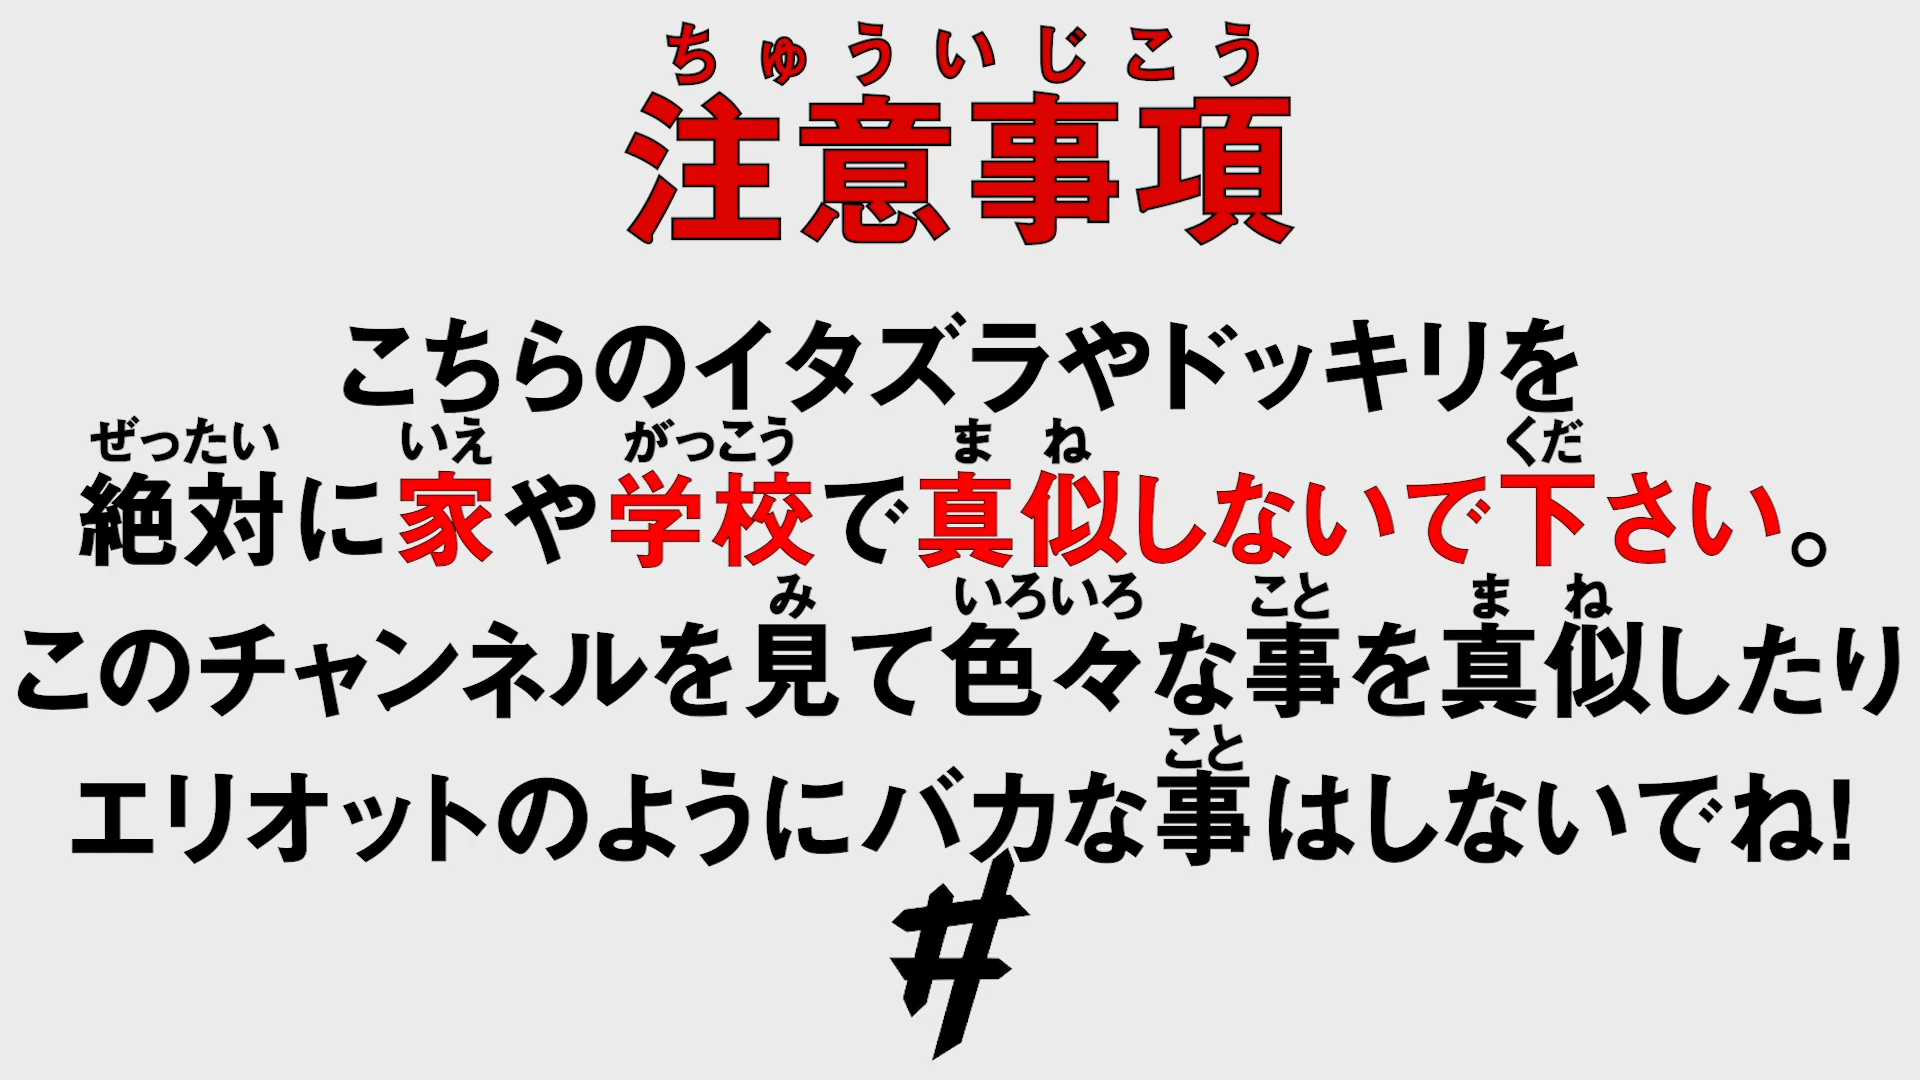 ちゅういじこう
注意事項
こちらのイタズラやドッキリを
ぜったい いえ がっこう ま ね くだ
絶対に家や学校で真似しないで下さい。
み いろいろ こと ま ね
このチャンネルを見て色々な事を真似したり
こと
エリオットのようにバカな事はしないでね!
#